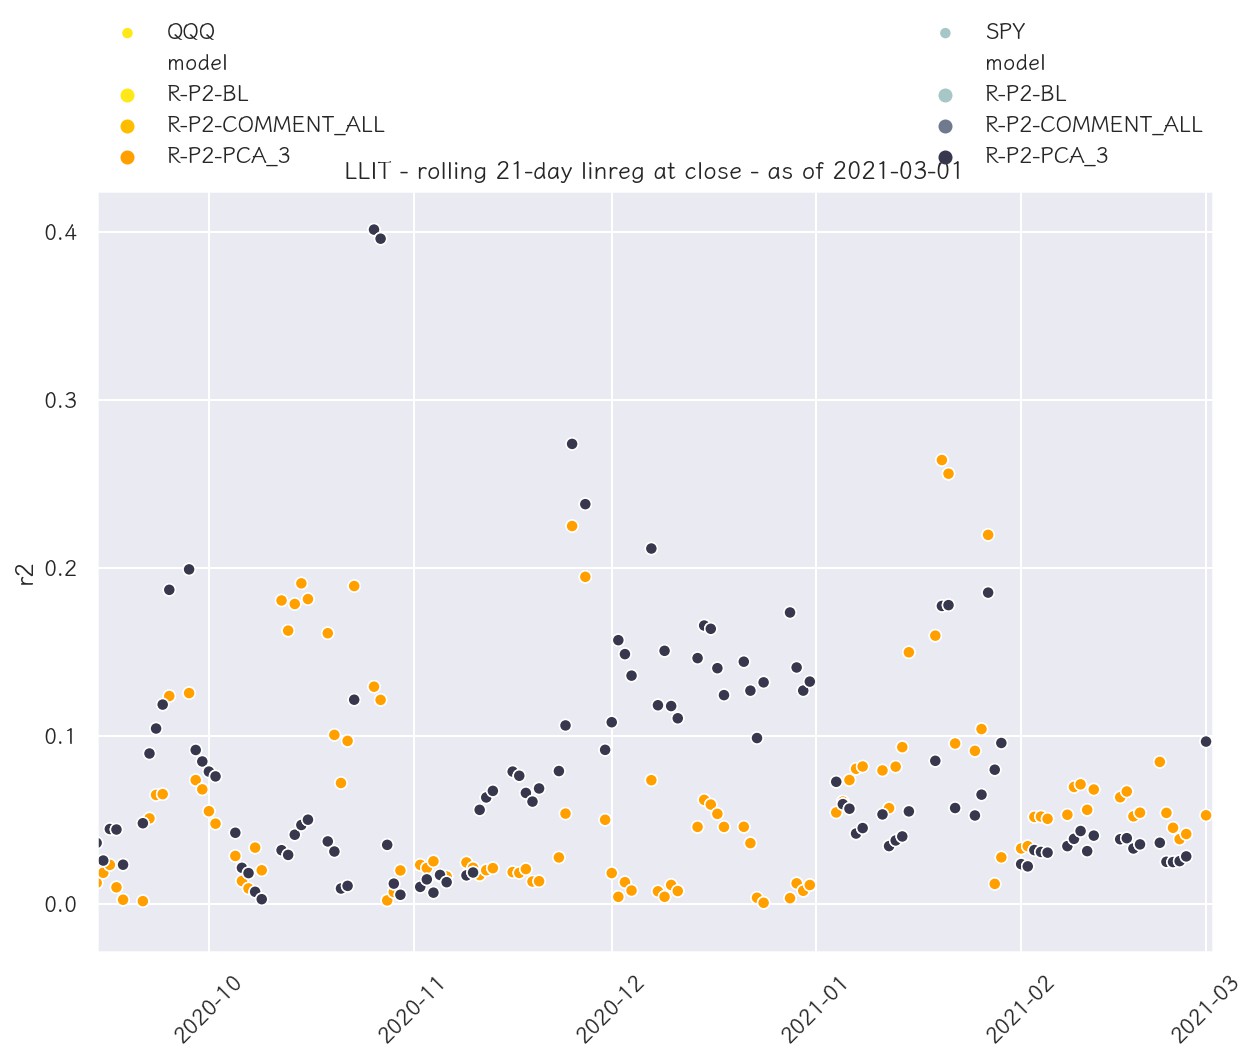 QQQ
model
R-P2-BL
R-P2-COMMENT_ALL
R-P2-PCA_3
SPY
model
R-P2-BL
R-P2-COMMENT_ALL
R-P2-PCA_3
LLIT - rolling 21-day linreg at close - as of 2021-03-01
0.4
0.3
0.2
0.1
0.0
r2
2020-10
2020-11
2020-12
2021-01
2021-02
2021-03